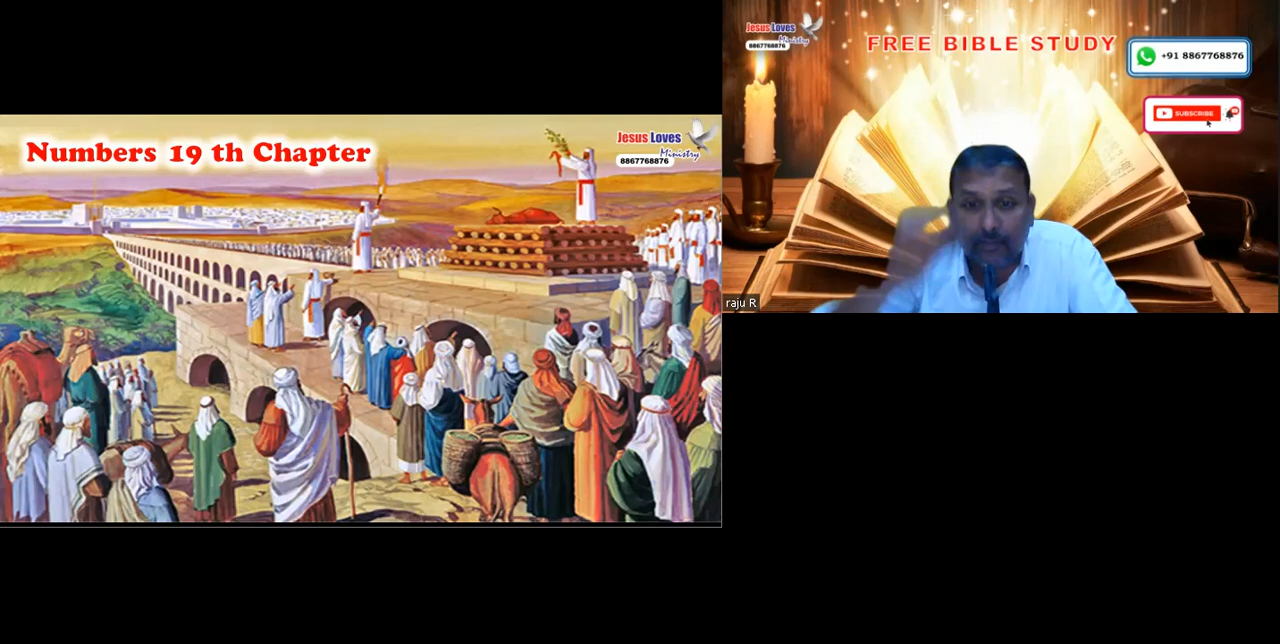 Numbers 19 th Chapter
Jesus Loves
Ministry
8867768876
Jesus Loves
Ministry
8867768876
FREE BIBLE STUDY
+91 8867768876
SUBSCRIBE
raju R